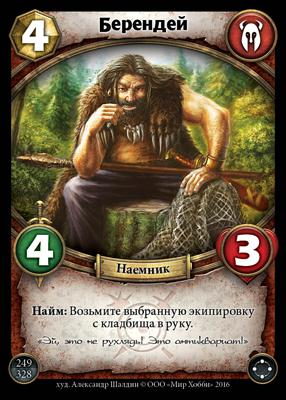 4
Берендей
4
3
Наемник
Найм: Возьмите выбранную экипировку
с кладбища в руку.
«Эй, это не рухлядь! Это антиквариат!»
249
328
худ. Александр Шалдин © ООО «Мир Хобби» 2016